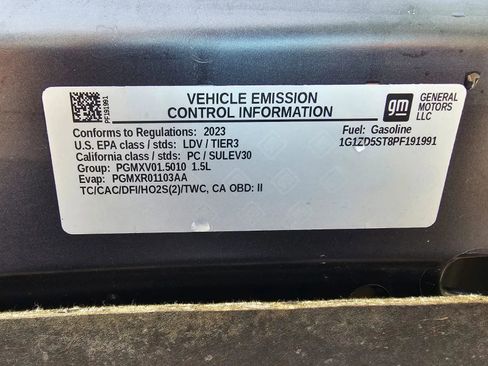 PF191991
VEHICLE EMISSION
CONTROL INFORMATION
gm
GENERAL
MOTORS
LLC
Conforms to Regulations: 2023
U.S. EPA class / stds: LDV / TIER3
California class / stds: PC / SULEV30
Group: PGMXV01.5010 1.5L
Evap: PGMXR01103AA
TC/CAC/DFI/HO2S(2)/TWC, CA OBD: II
Fuel: Gasoline
1G1ZD5ST8PF191991